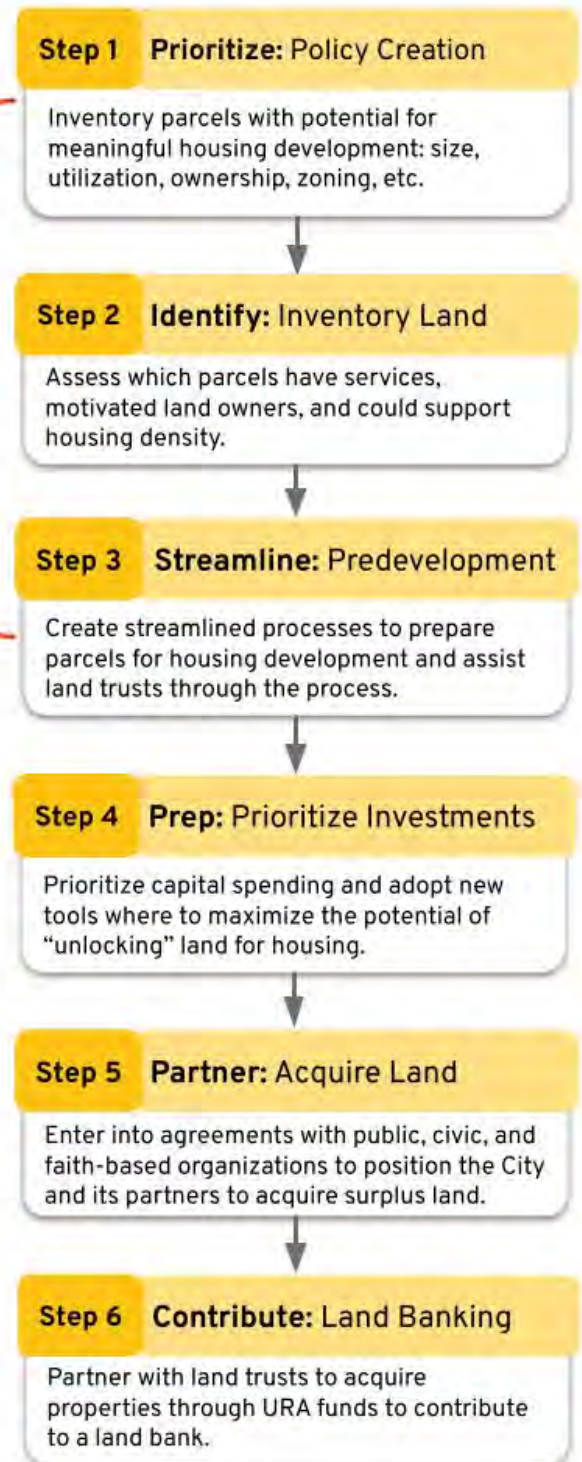 Step 1 Prioritize: Policy Creation
Inventory parcels with potential for
meaningful housing development: size,
utilization, ownership, zoning, etc.
Step 2 Identify: Inventory Land
Assess which parcels have services,
motivated land owners, and could support
housing density.
Step 3 Streamline: Predevelopment
Create streamlined processes to prepare
parcels for housing development and assist
land trusts through the process.
Step 4 Prep: Prioritize Investments
Prioritize capital spending and adopt new
tools where to maximize the potential of
“unlocking” land for housing.
Step 5 Partner: Acquire Land
Enter into agreements with public, civic, and
faith-based organizations to position the City
and its partners to acquire surplus land.
Step 6 Contribute: Land Banking
Partner with land trusts to acquire
properties through URA funds to contribute
to a land bank.